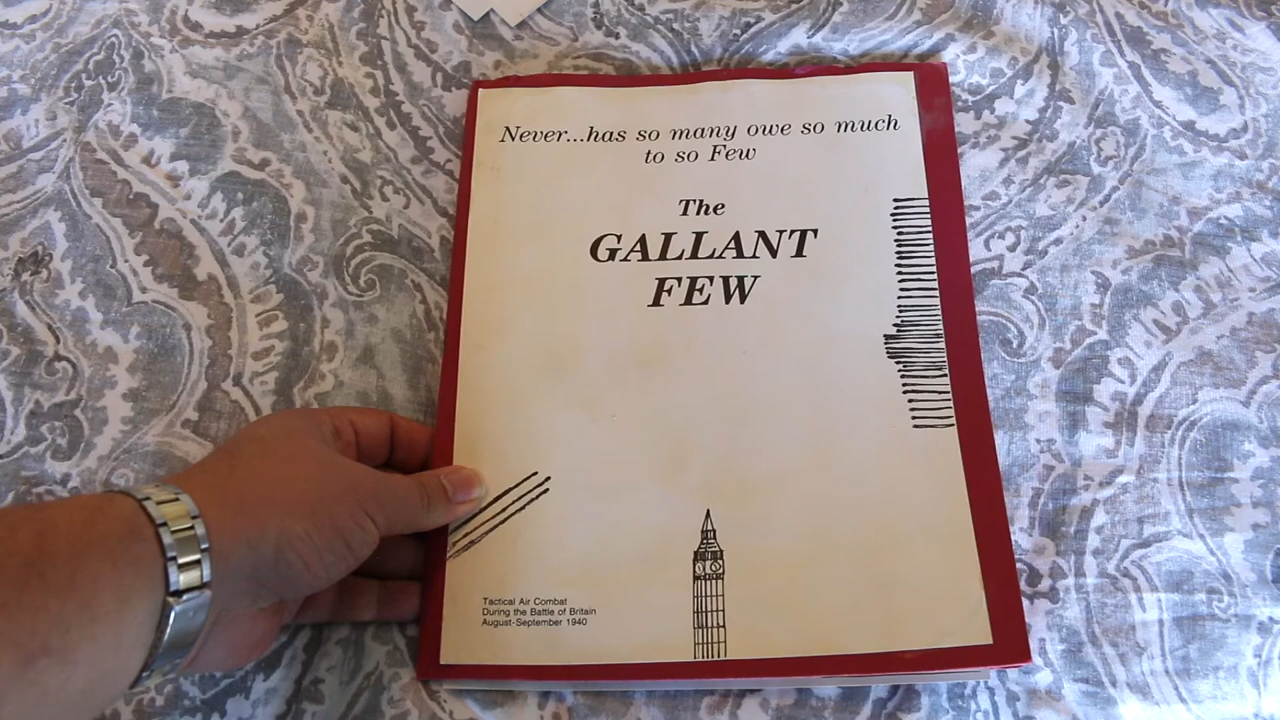 Never...has so many owe so much
to so Few
The
GALLANT
FEW
Tactical Air Combat
During the Battle of Britain
August-September 1940